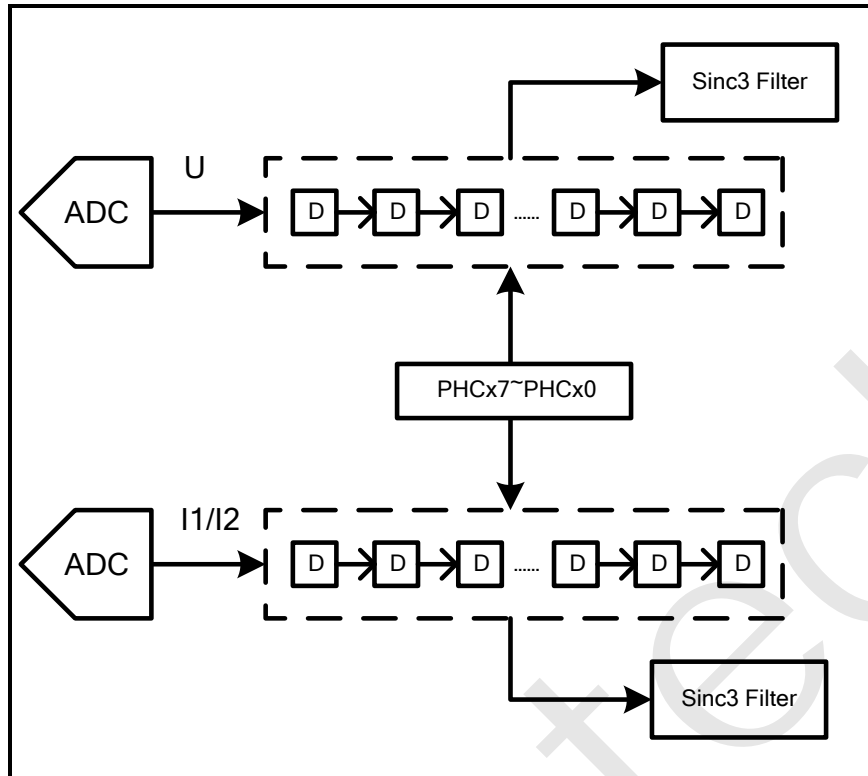 Sinc3 Filter
U
ADC
D D D ...... D D D
PHCx7~PHCx0
I1/I2
ADC
D D D ...... D D D
Sinc3 Filter